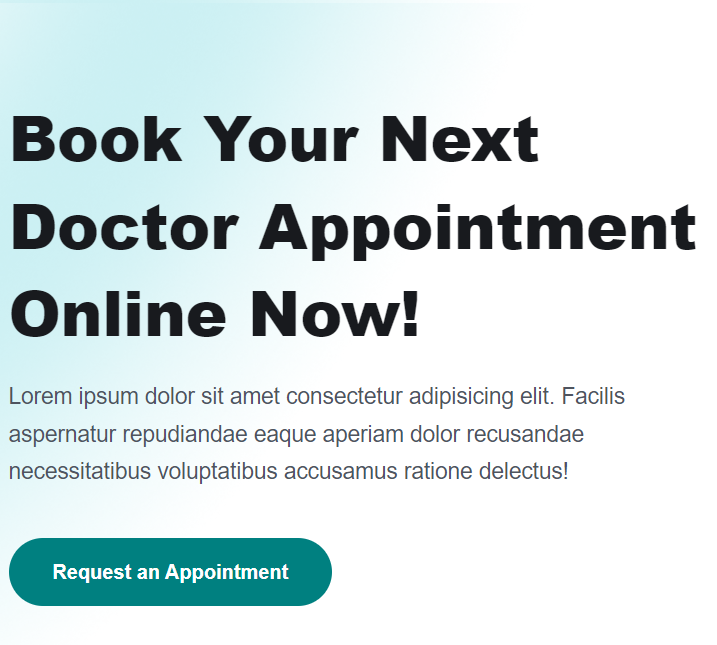 Book Your Next
Doctor Appointment
Online Now!
Lorem ipsum dolor sit amet consectetur adipisicing elit. Facilis
aspernatur repudiandae eaque aperiam dolor recusandae
necessitatibus voluptatibus accusamus ratione delectus!
Request an Appointment